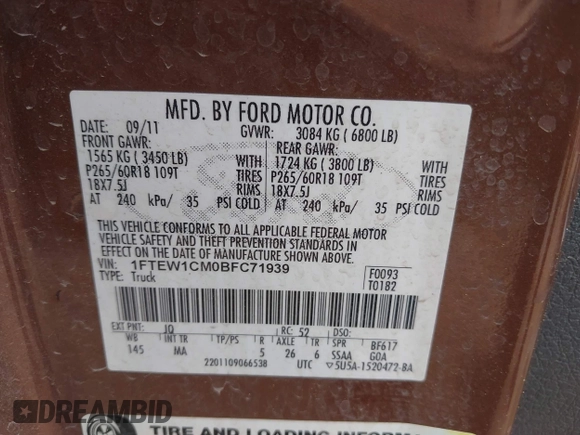 MFD. BY FORD MOTOR CO.
DATE: 09/11 GVWR: 3084 KG ( 6800 LB)
FRONT GAWR: REAR GAWR:
1565 KG ( 3450 LB) 1724 KG ( 3800 LB) WITH
P265/60R18 109T WITH TIRES P265/60R18 109T TIRES
18X7.5J RIMS 18X7.5J RIMS
AT 240 kPa/ 35 PSI COLD AT 240 kPa/ 35 PSI COLD
THIS VEHICLE CONFORMS TO ALL APPLICABLE FEDERAL MOTOR
VEHICLE SAFETY AND THEFT PREVENTION STANDARDS IN
EFFECT ON THE DATE OF MANUFACTURE SHOWN ABOVE.
VIN: 1FTEW1CM0BFC71939 F0093
TYPE: Truck T0182
EXT PNT: JQ RC: 52 DSO:
WB INT TR TP/PS R AXLE TR SPR BF617
145 MA 5 26 6 SSAA GOA
2201109066538 UTC 5U5A-1520472-BA
DREAMBID
TIRE AND LOADING INFORM